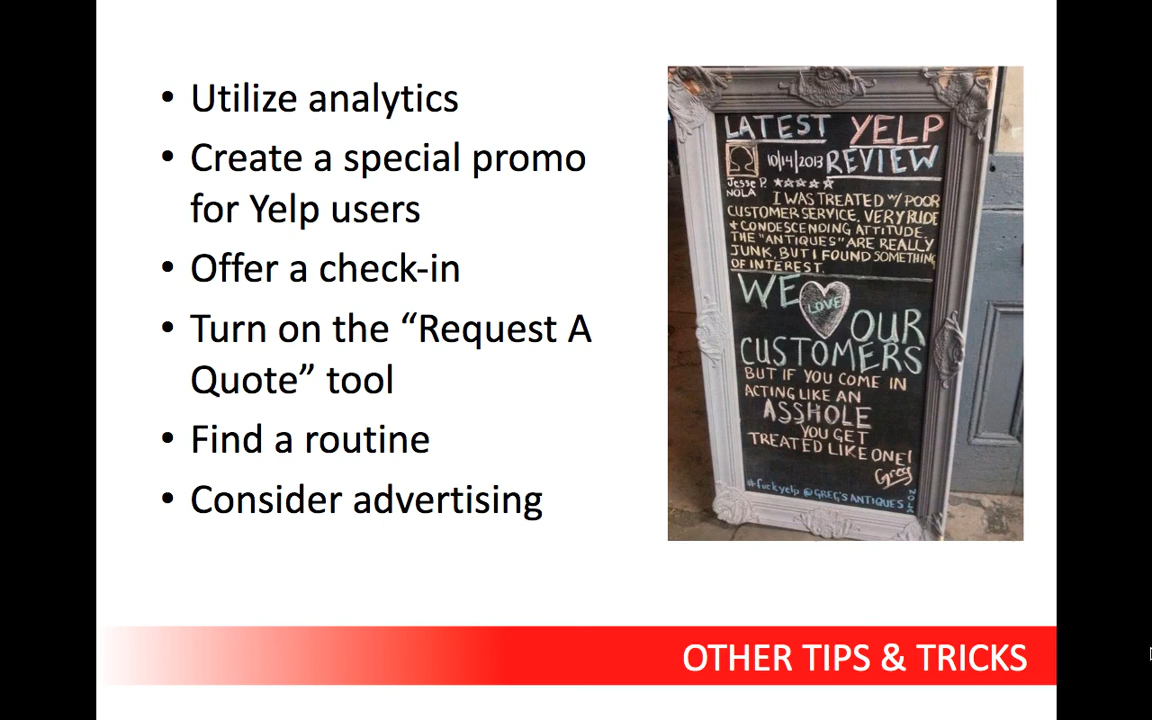 • Utilize analytics
• Create a special promo
for Yelp users
• Offer a check-in
• Turn on the “Request A
Quote” tool
• Find a routine
• Consider advertising
LATEST YELP
10/14/2013 REVIEW
Jesse P. ★☆☆☆☆
NOLA
I WAS TREATED W/ POOR
CUSTOMER SERVICE, VERY RUDE
+ CONDESCENDING ATTITUDE.
THE "ANTIQUES" ARE REALLY
JUNK, BUT I FOUND SOMETHING
OF INTEREST.
WE LOVE
OUR
CUSTOMERS
BUT IF YOU COME IN
ACTING LIKE AN
ASSHOLE
YOU GET
TREATED LIKE ONE!
Greg
#fuckyelp @GREG'S ANTIQUES NOLA
OTHER TIPS & TRICKS